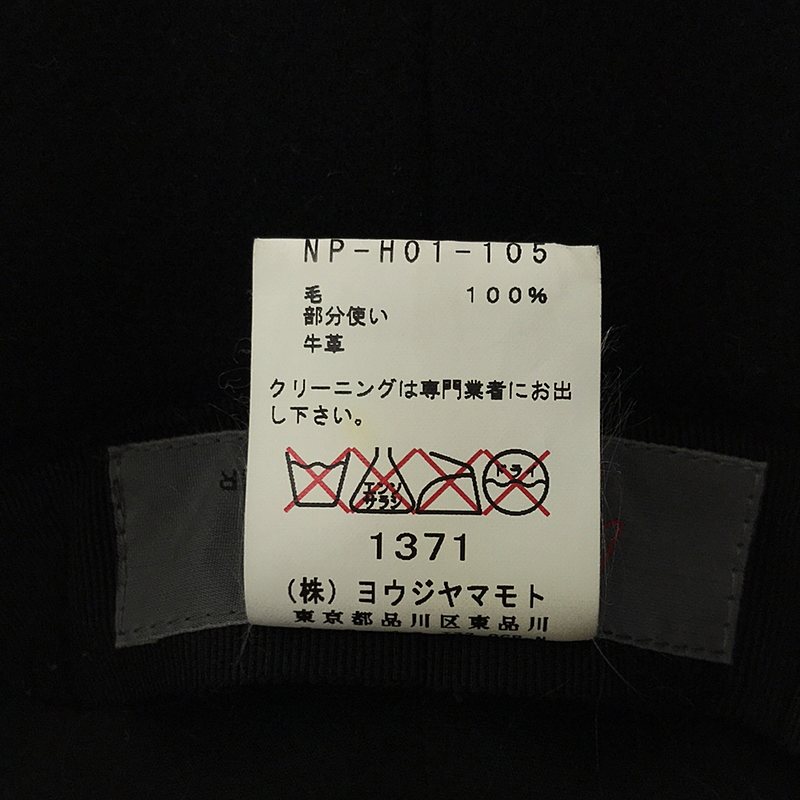 NP-H01-105
毛 100%
部分使い
牛革
クリーニングは専門業者にお出
し下さい。
エンソ
サラシ
ドライ
1371
(株)ヨウジヤマモト
東京都品川区東品川